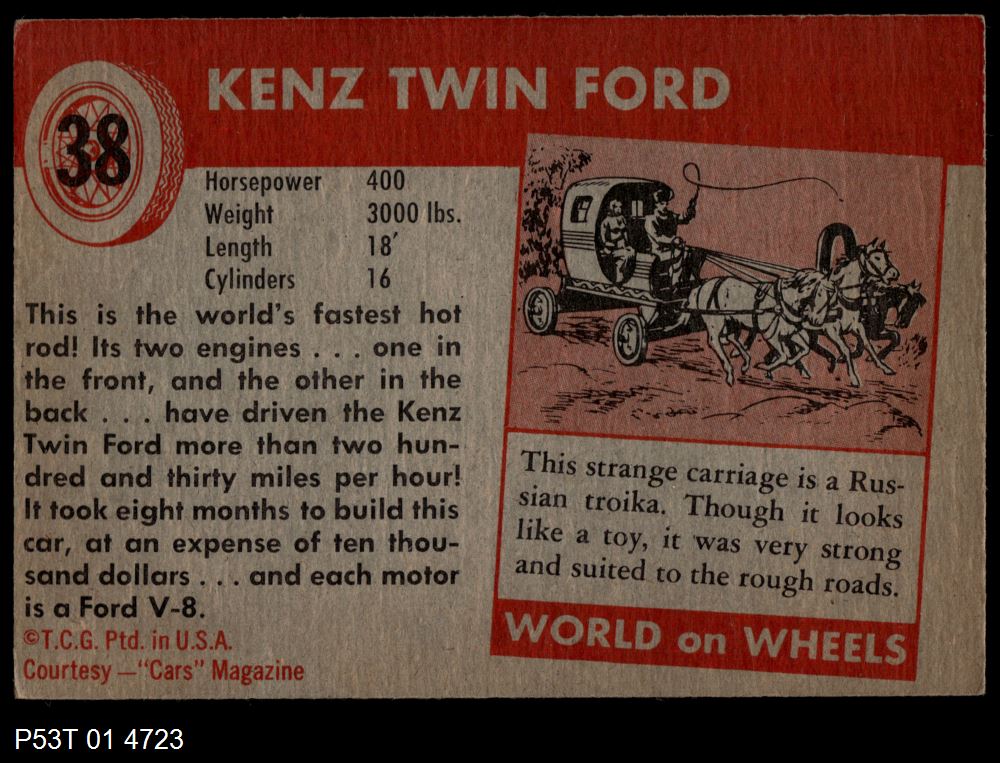 38
KENZ TWIN FORD
Horsepower 400
Weight 3000 lbs.
Length 18′
Cylinders 16
This is the world's fastest hot
rod! Its two engines . . . one in
the front, and the other in the
back . . . have driven the Kenz
Twin Ford more than two hun-
dred and thirty miles per hour!
It took eight months to build this
car, at an expense of ten thou-
sand dollars . . . and each motor
is a Ford V-8.
©T.C.G. Ptd. in U.S.A.
Courtesy—"Cars" Magazine
This strange carriage is a Rus-
sian troika. Though it looks
like a toy, it was very strong
and suited to the rough roads.
WORLD on WHEELS
P53T 01 4723